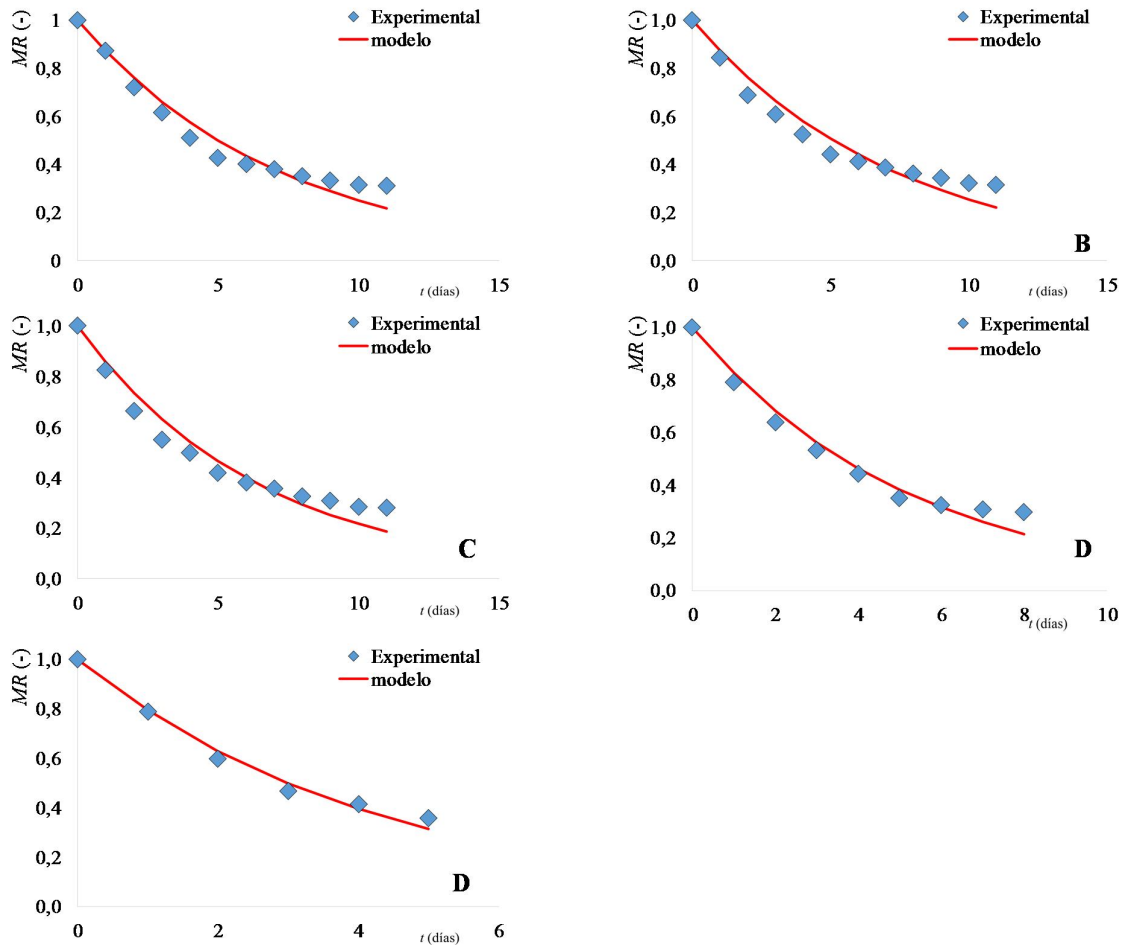 MR (-)
1
0,8
0,6
0,4
0,2
0
0 5 10 15
t (días)
Experimental
modelo
MR (-)
1,0
0,8
0,6
0,4
0,2
0,0
0 5 10 15
t (días)
Experimental
modelo
B
MR (-)
1,0
0,8
0,6
0,4
0,2
0,0
0 5 10 15
t (días)
Experimental
modelo
C
MR (-)
1,0
0,8
0,6
0,4
0,2
0,0
0 2 4 6 8 10
t (días)
Experimental
modelo
D
MR (-)
1,0
0,8
0,6
0,4
0,2
0,0
0 2 4 6
t (días)
Experimental
modelo
D